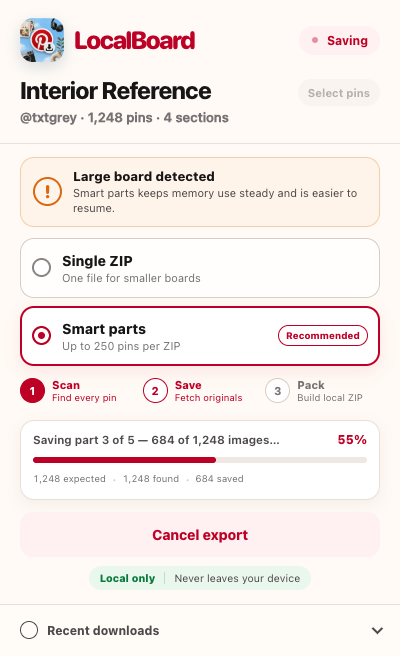 LocalBoard
Saving
Interior Reference
Select pins
@txtgrey · 1,248 pins · 4 sections
Large board detected
Smart parts keeps memory use steady and is easier to
resume.
Single ZIP
One file for smaller boards
Smart parts
Up to 250 pins per ZIP
Recommended
1
Scan
Find every pin
2
Save
Fetch originals
3
Pack
Build local ZIP
Saving part 3 of 5 — 684 of 1,248 images...
55%
1,248 expected · 1,248 found · 684 saved
Cancel export
Local only
Never leaves your device
Recent downloads